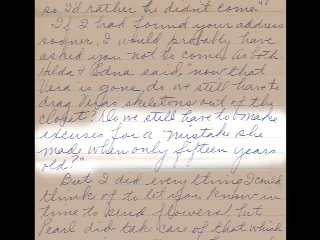 so I'd rather he didn't come"
If I had found your address
sooner, I would probably have
asked you not to come, as both
Hilda & Edna said, "now that
Vera is gone, do we still have to
drag Veras skeletons out of the
closet? Do we still have to make
excuses for a "mistake she
made when only fifteen years
old?"
But I did every thing I could
think of to let you know in
time to send flowers! but
Pearl did take care of that which